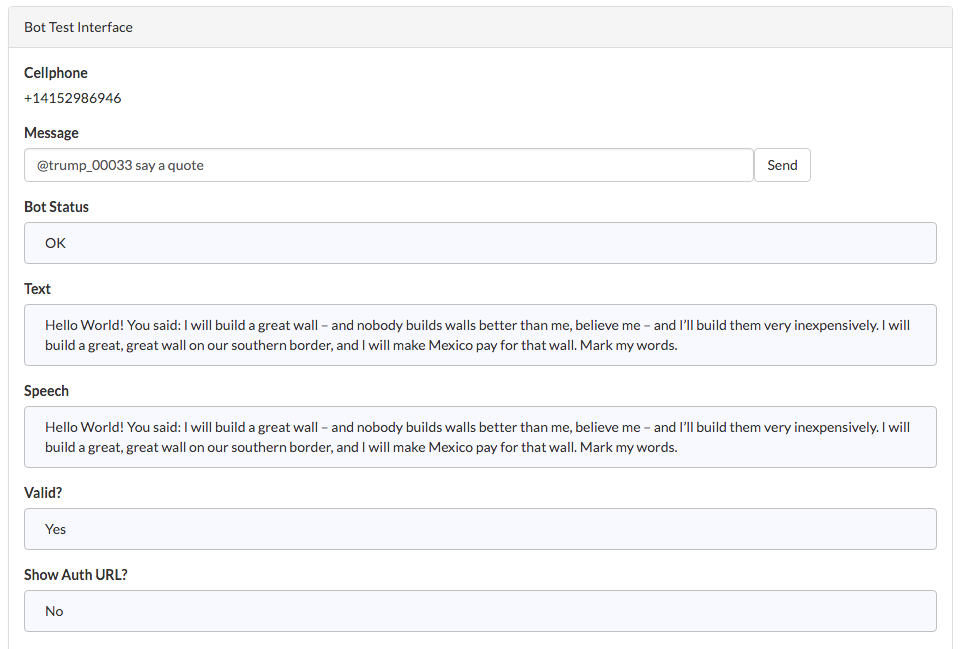 Bot Test Interface
Cellphone
+14152986946
Message
@trump_00033 say a quote
Send
Bot Status
OK
Text
Hello World! You said: I will build a great wall – and nobody builds walls better than me, believe me – and I’ll build them very inexpensively. I will
build a great, great wall on our southern border, and I will make Mexico pay for that wall. Mark my words.
Speech
Hello World! You said: I will build a great wall – and nobody builds walls better than me, believe me – and I’ll build them very inexpensively. I will
build a great, great wall on our southern border, and I will make Mexico pay for that wall. Mark my words.
Valid?
Yes
Show Auth URL?
No